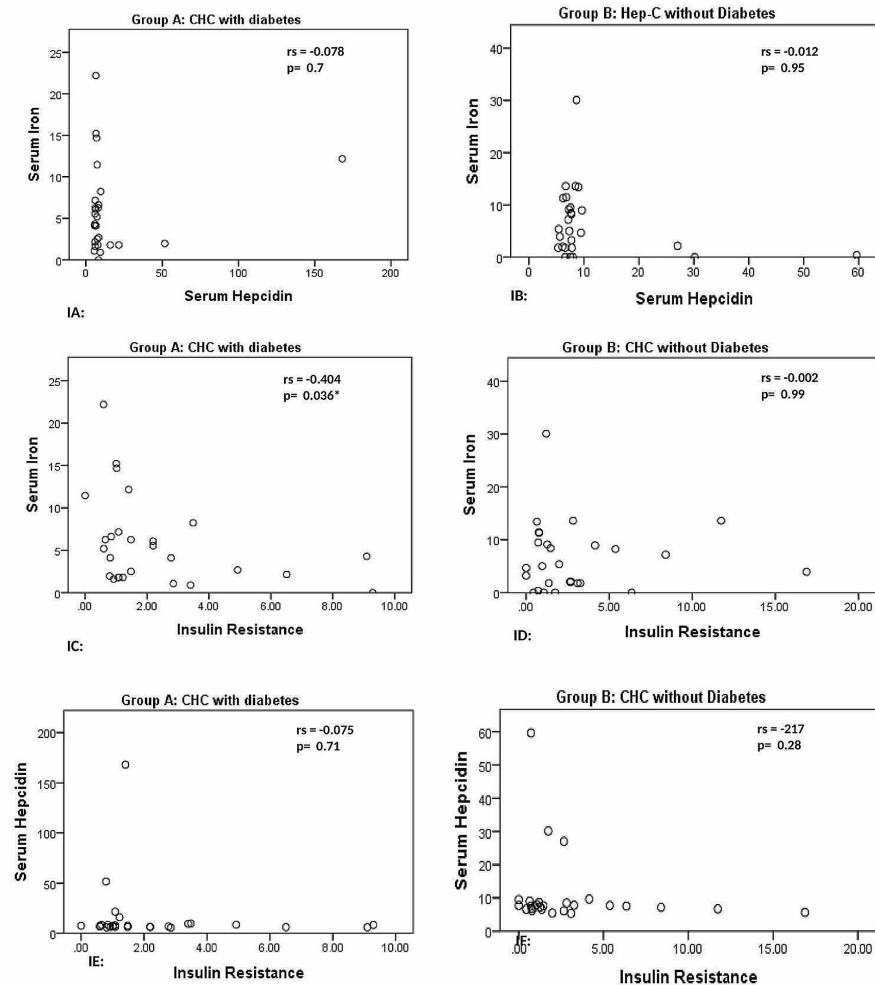 Group A: CHC with diabetes
rs = -0.078
p= 0.7
25
20
15
10
5
0
Serum Iron
0 50 100 150 200
Serum Hepcidin
IA:
Group B: Hep-C without Diabetes
rs = -0.012
p= 0.95
40
30
20
10
0
Serum Iron
0 10 20 30 40 50 60
Serum Hepcidin
IB:
Group A: CHC with diabetes
rs = -0.404
p= 0.036*
25
20
15
10
5
0
Serum Iron
.00 2.00 4.00 6.00 8.00 10.00
Insulin Resistance
IC:
Group B: CHC without Diabetes
rs = -0.002
p= 0.99
40
30
20
10
0
Serum Iron
.00 5.00 10.00 15.00 20.00
Insulin Resistance
ID:
Group A: CHC with diabetes
rs = -0.075
p= 0.71
200
150
100
50
0
Serum Hepcidin
.00 2.00 4.00 6.00 8.00 10.00
Insulin Resistance
IE:
Group B: CHC without Diabetes
rs = -217
p= 0.28
60
50
40
30
20
10
0
Serum Hepcidin
.00 5.00 10.00 15.00 20.00
Insulin Resistance
IF: